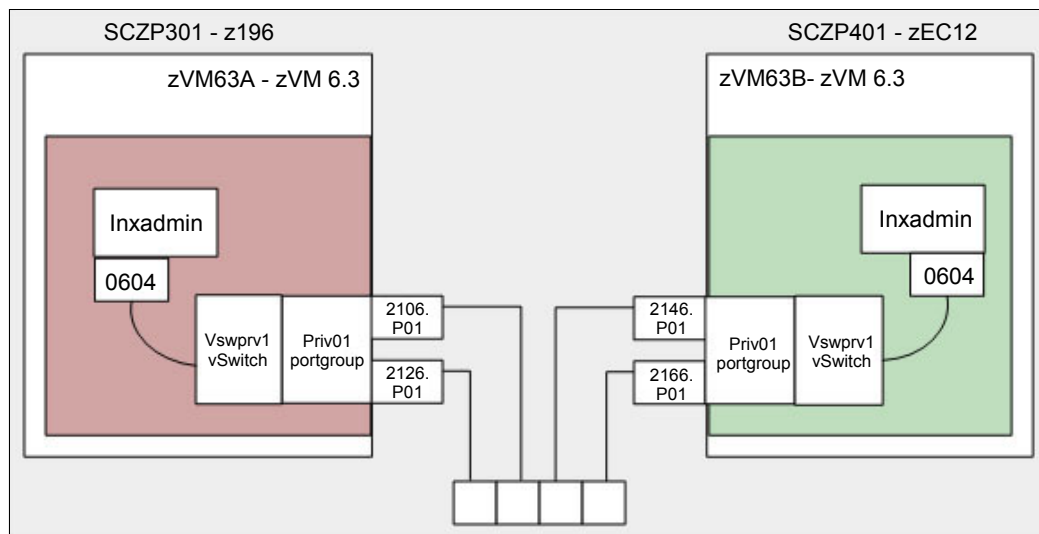 SCZP301 - z196
SCZP401 - zEC12
zVM63A - zVM 6.3
zVM63B- zVM 6.3
lnxadmin
0604
Vswprv1
vSwitch
Priv01
portgroup
2106.
P01
2126.
P01
2146.
P01
2166.
P01
Priv01
portgroup
Vswprv1
vSwitch
lnxadmin
0604